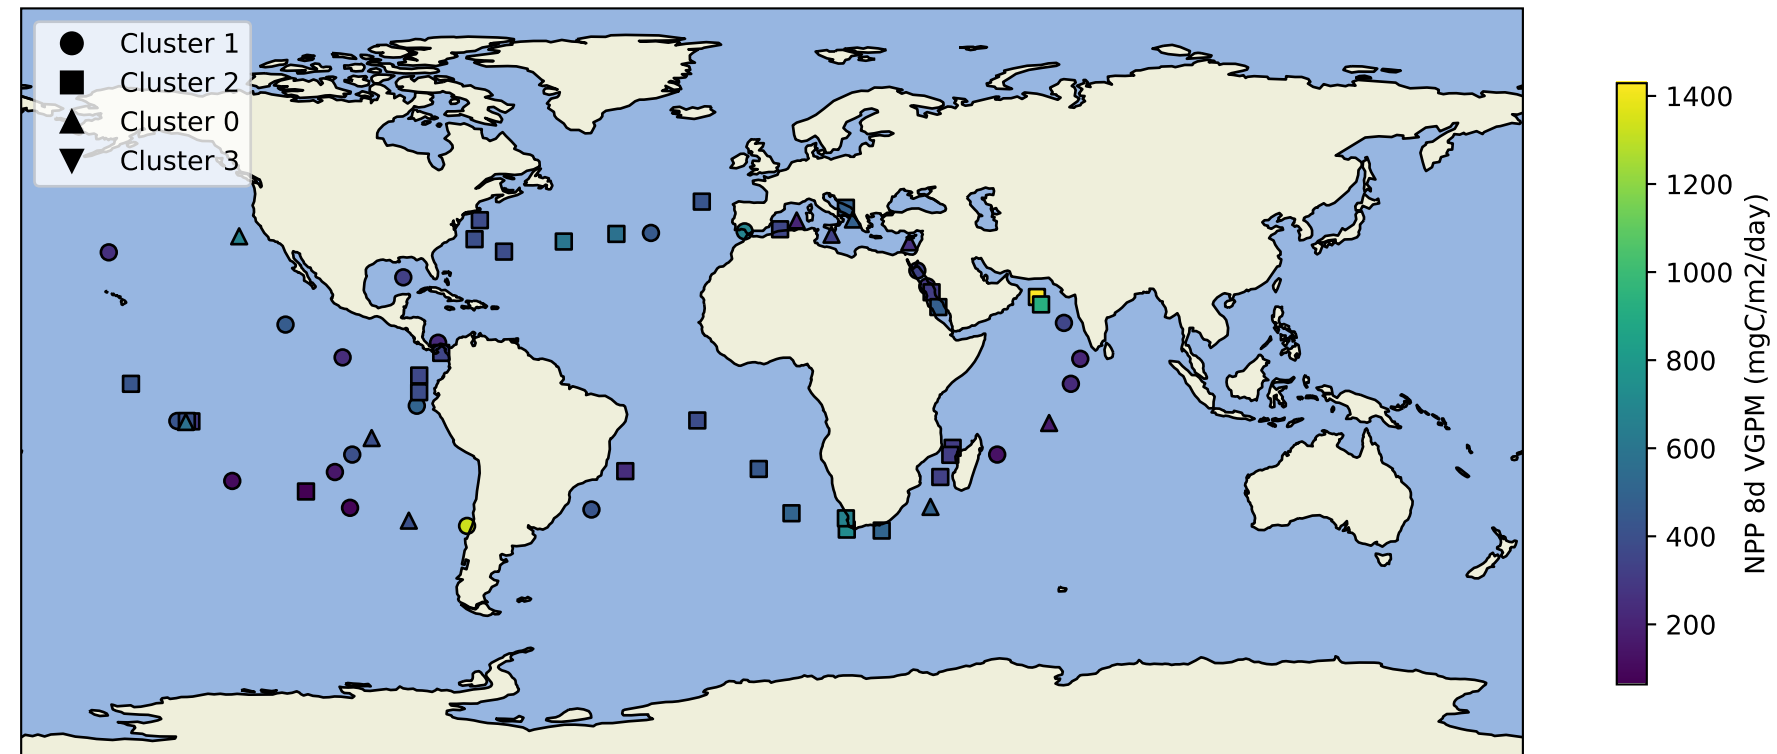 Cluster 1
Cluster 2
Cluster 0
Cluster 3
1400
1200
1000
800
600
400
200
NPP 8d VGPM (mgC/m2/day)